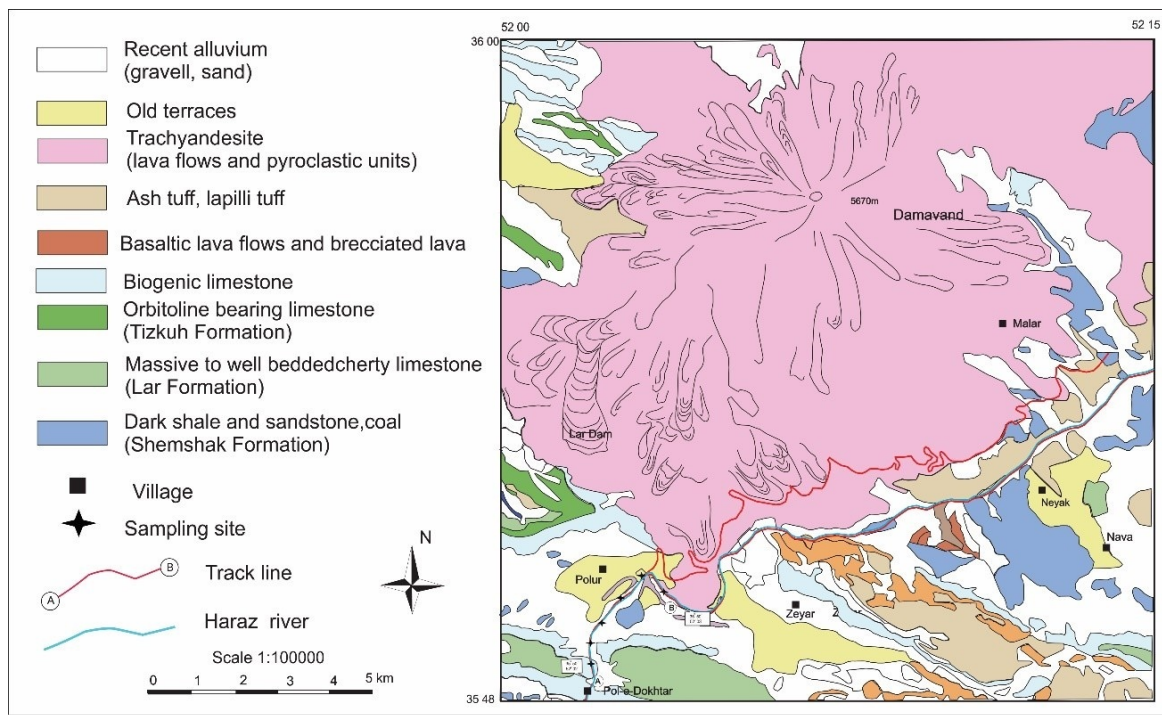 Recent alluvium
(gravell, sand)
Old terraces
Trachyandesite
(lava flows and pyroclastic units)
Ash tuff, lapilli tuff
Basaltic lava flows and brecciated lava
Biogenic limestone
Orbitoline bearing limestone
(Tizkuh Formation)
Massive to well beddedcherty limestone
(Lar Formation)
Dark shale and sandstone,coal
(Shemshak Formation)
Village
Sampling site
N
B
Track line
A
Haraz river
Scale 1:100000
0 1 2 3 4 5 km
52 00
52 15
36 00
5670m
Damavand
Malar
Lar Dam
Neyak
Nava
Polur
B
Zeyar
Z
A
Pol-e-Dokhtar
35 48